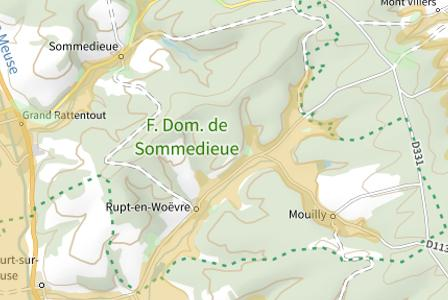 Mont Villers
Sommedieue
Meuse
Grand Rattentout
F. Dom. de
Sommedieue
D331
Rupt-en-Woëvre
Mouilly
D113
urt-sur-
use